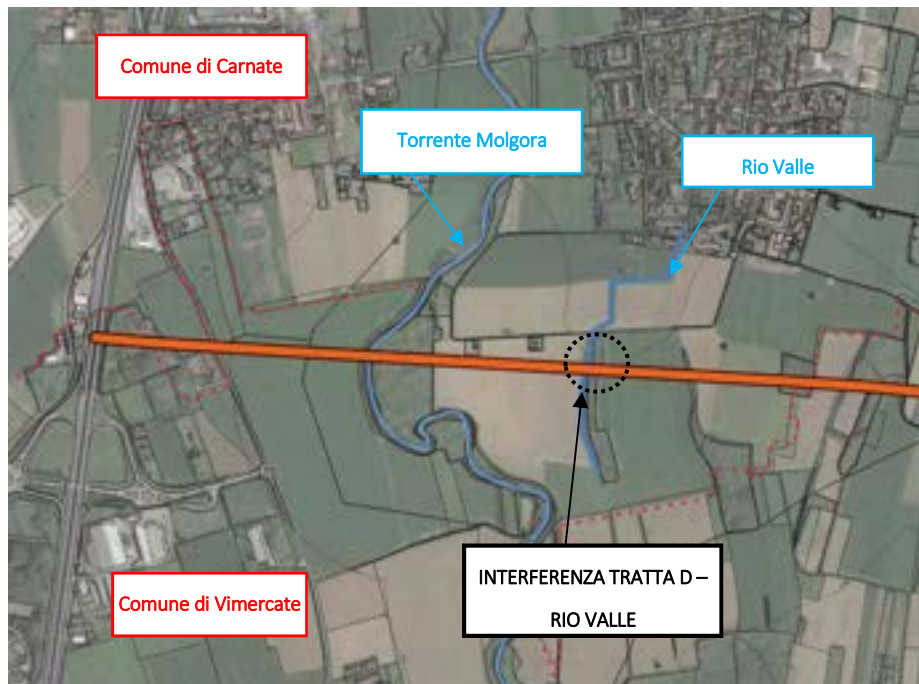 Comune di Carnate
Torrente Molgora
Rio Valle
INTERFERENZA TRATTA D –
RIO VALLE
Comune di Vimercate